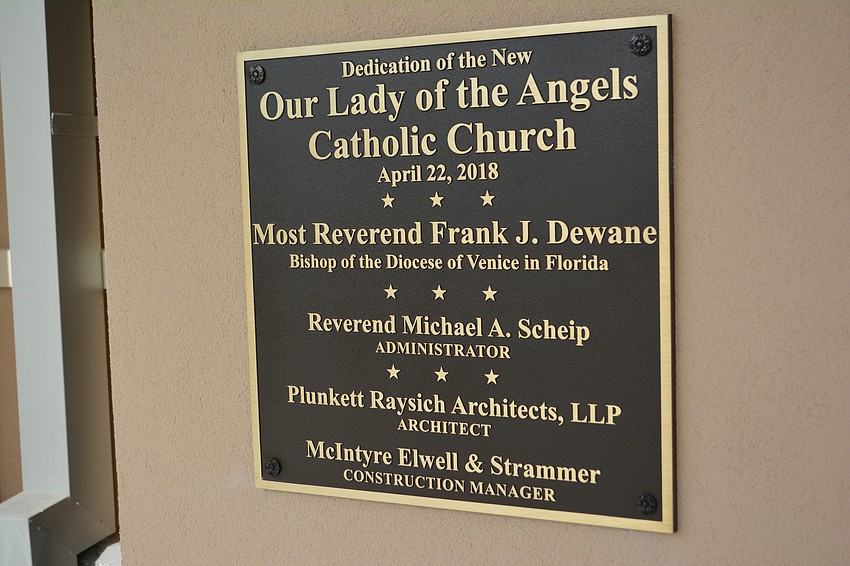 Dedication of the New
Our Lady of the Angels
Catholic Church
April 22, 2018
Most Reverend Frank J. Dewane
Bishop of the Diocese of Venice in Florida
Reverend Michael A. Scheip
ADMINISTRATOR
Plunkett Raysich Architects, LLP
ARCHITECT
McIntyre Elwell & Strammer
CONSTRUCTION MANAGER